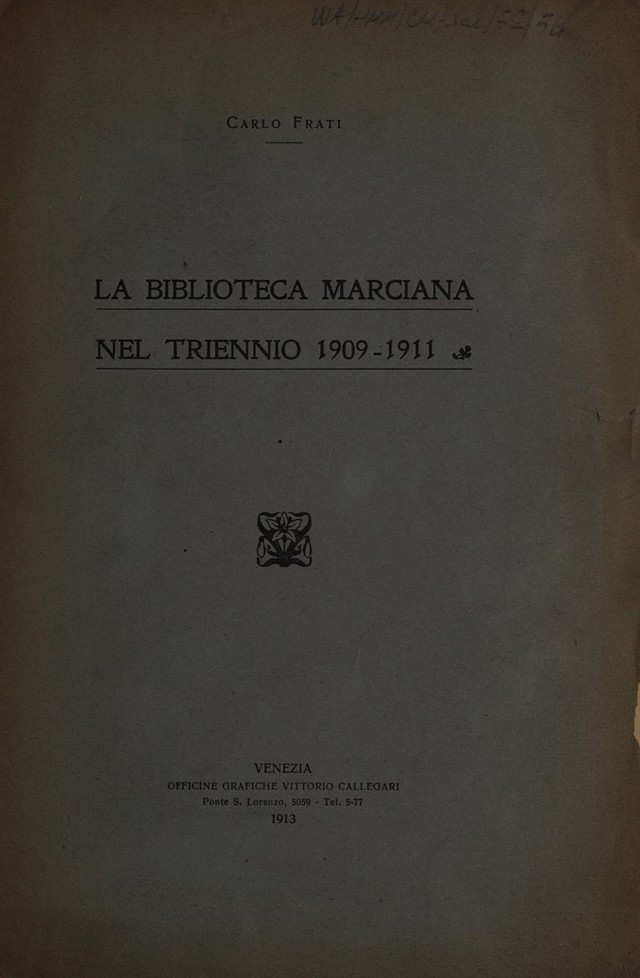 CARLO FRATI
LA BIBLIOTECA MARCIANA
NEL TRIENNIO 1909-1911
VENEZIA
OFFICINE GRAFICHE VITTORIO CALLEGARI
Ponte S. Lorenzo, 5059 - Tel. 5-77
1913